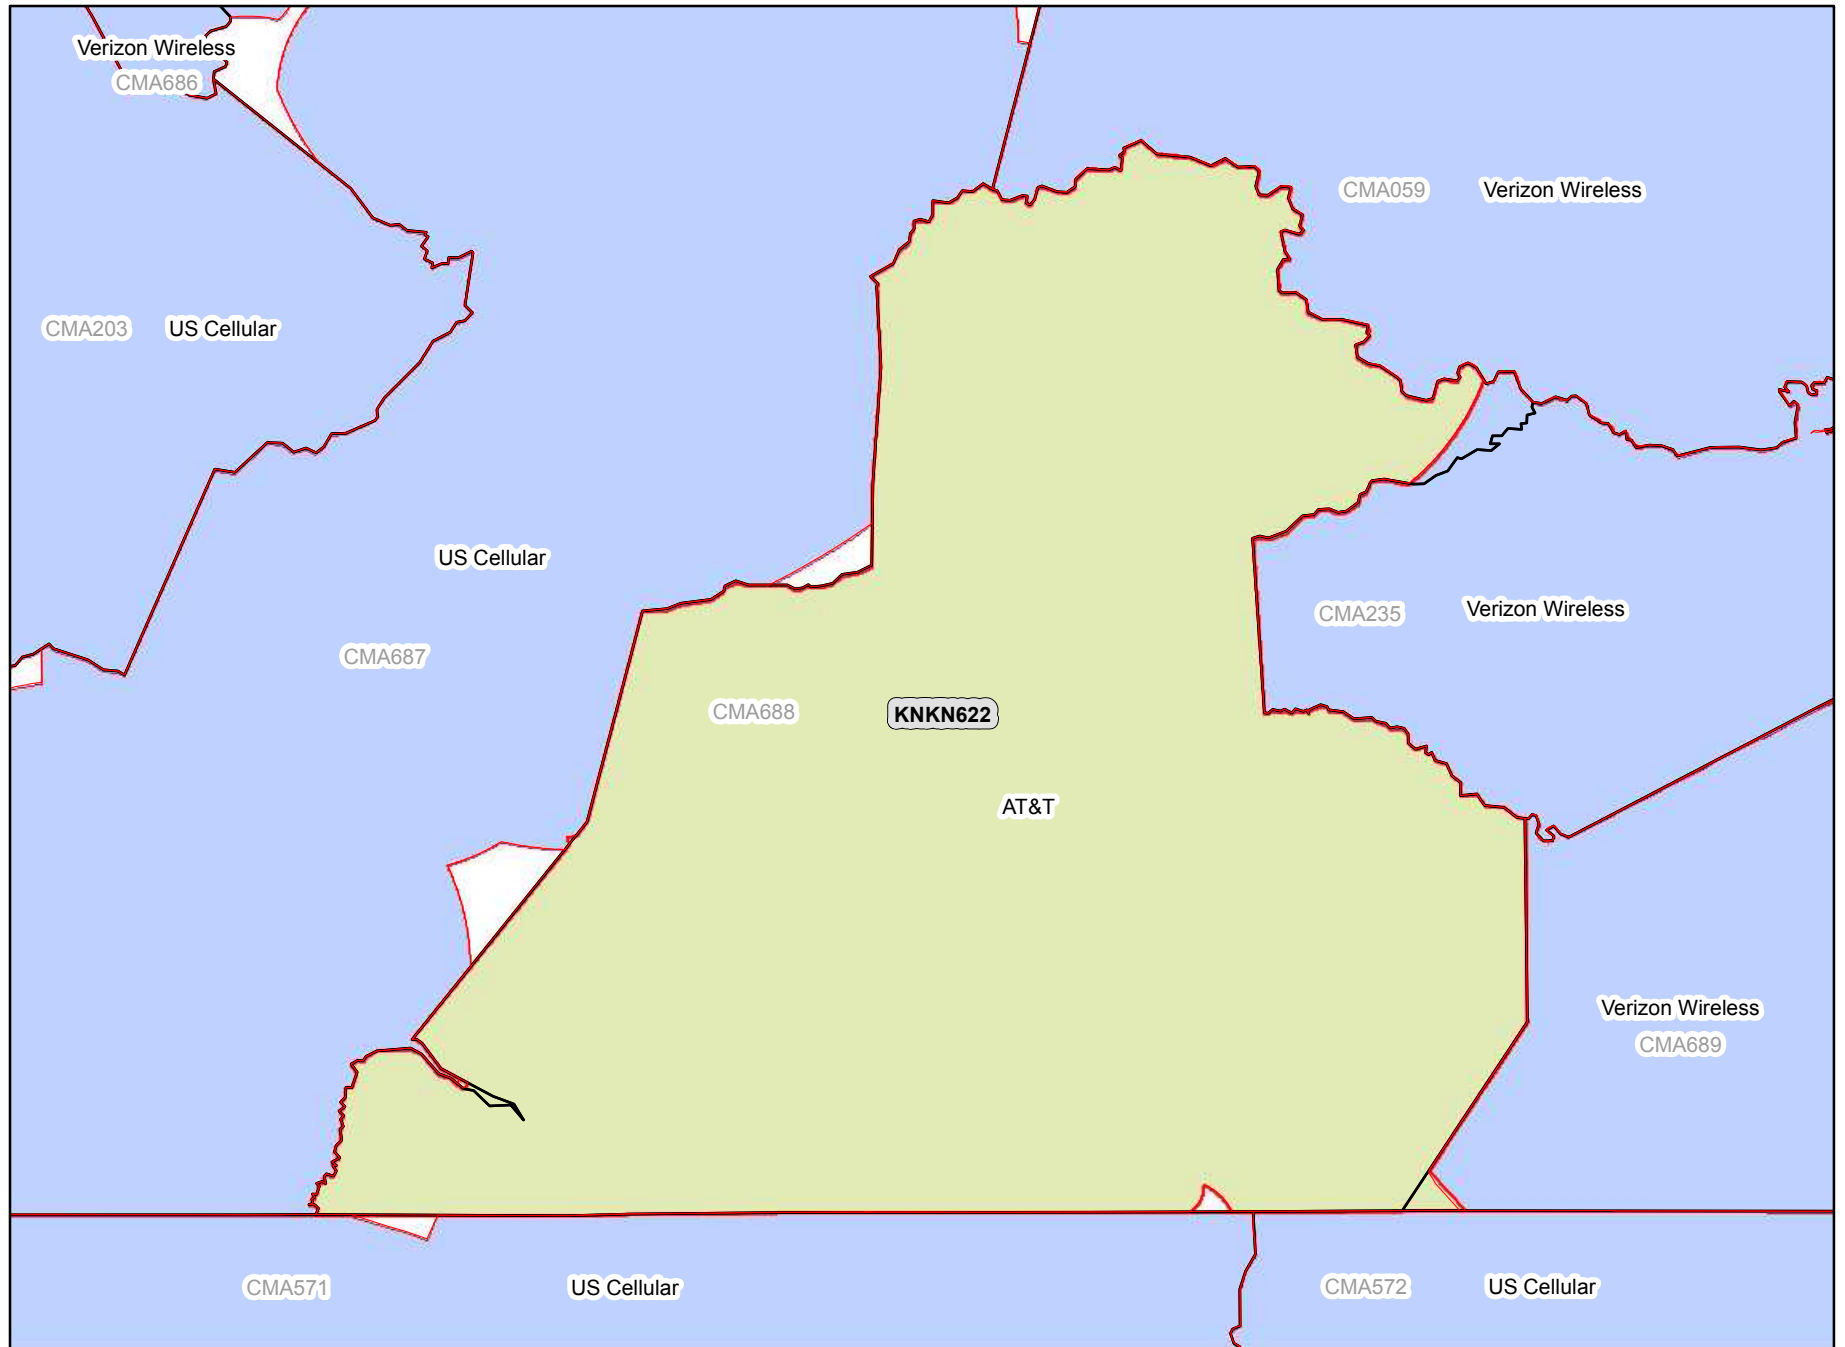 Verizon Wireless
CMA686
CMA059 Verizon Wireless
CMA203 US Cellular
US Cellular
CMA235 Verizon Wireless
CMA687
CMA688 KNKN622
AT&T
Verizon Wireless
CMA689
CMA571 US Cellular CMA572 US Cellular